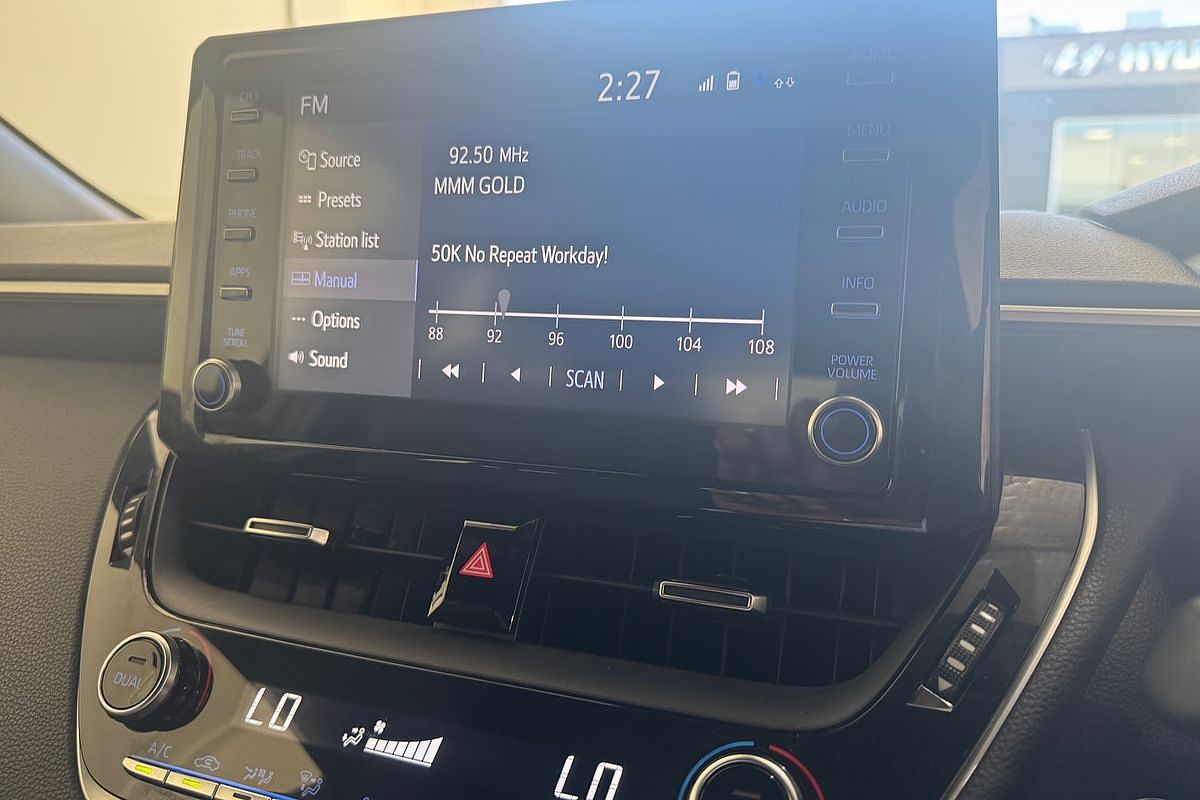 HOME
HYU
CH >
2:27
FM
< TRACK
MENU
Source
92.50 MHz
MMM GOLD
Presets
PHONE
AUDIO
Station list
50K No Repeat Workday!
APPS
Manual
INFO
88 92 96 100 104 108
Options
TUNE
SCROLL
Sound
SCAN
POWER
VOLUME
DUAL
LO
A/C
LO